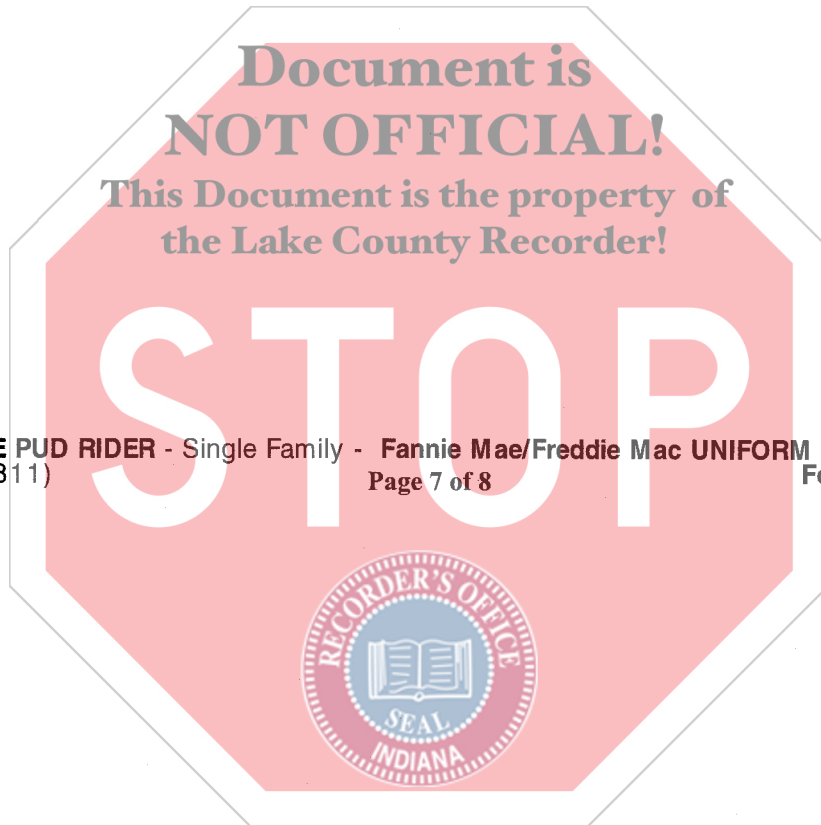 Document is
NOT OFFICIAL!
This Document is the property of
the Lake County Recorder!
STOP
E PUD RIDER - Single Family - Fannie Mae/Freddie Mac UNIFORM
311)
Page 7 of 8
Fo
RECORDER'S OFFICE
SEAL
INDIANA